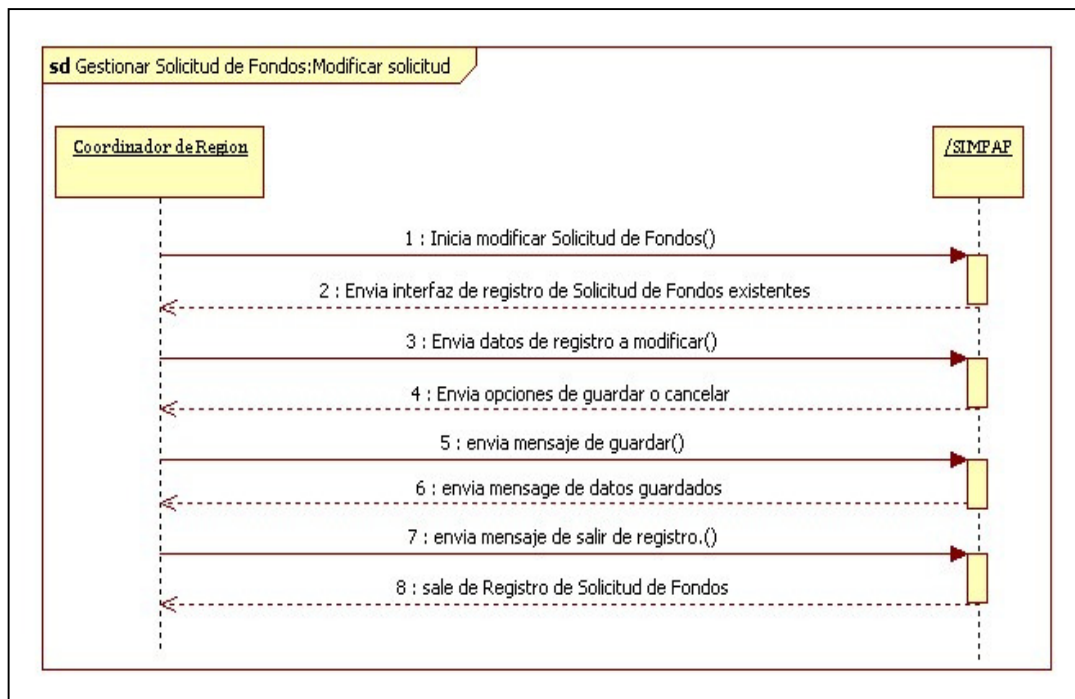 sd Gestionar Solicitud de Fondos:Modificar solicitud
Coordinador de Region
/SIMPAP
1 : Inicia modificar Solicitud de Fondos()
2 : Envia interfaz de registro de Solicitud de Fondos existentes
3 : Envia datos de registro a modificar()
4 : Envia opciones de guardar o cancelar
5 : envia mensaje de guardar()
6 : envia mensage de datos guardados
7 : envia mensaje de salir de registro.()
8 : sale de Registro de Solicitud de Fondos